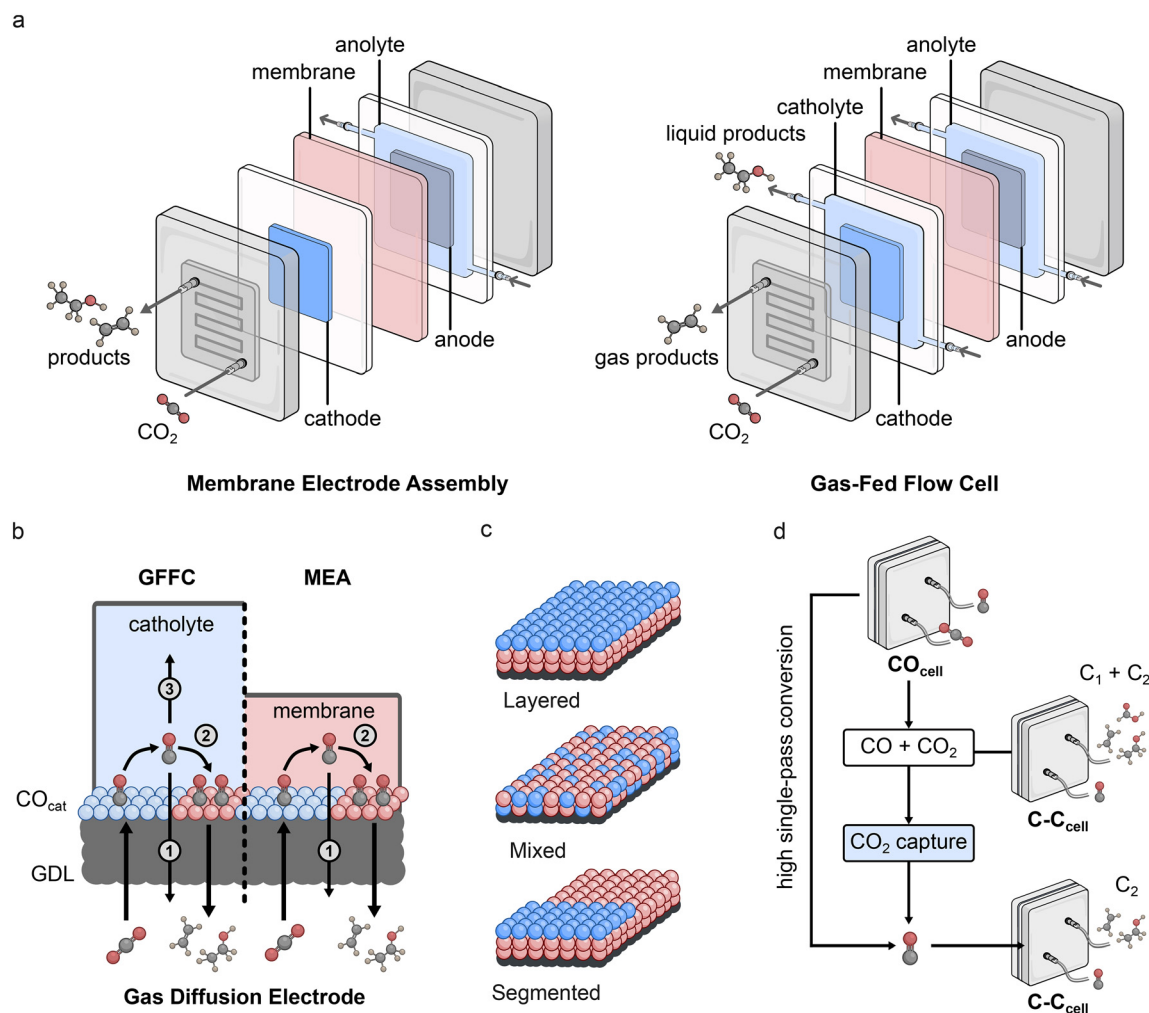 a
anolyte
membrane
anode
cathode
products
CO2
Membrane Electrode Assembly
anolyte
membrane
catholyte
liquid products
gas products
anode
cathode
CO2
Gas-Fed Flow Cell
b
GFFC
MEA
catholyte
3
2
membrane
2
COcat
1
1
GDL
Gas Diffusion Electrode
c
Layered
Mixed
Segmented
d
high single-pass conversion
COcell
C1 + C2
CO + CO2
C-Ccell
CO2 capture
C2
C-Ccell